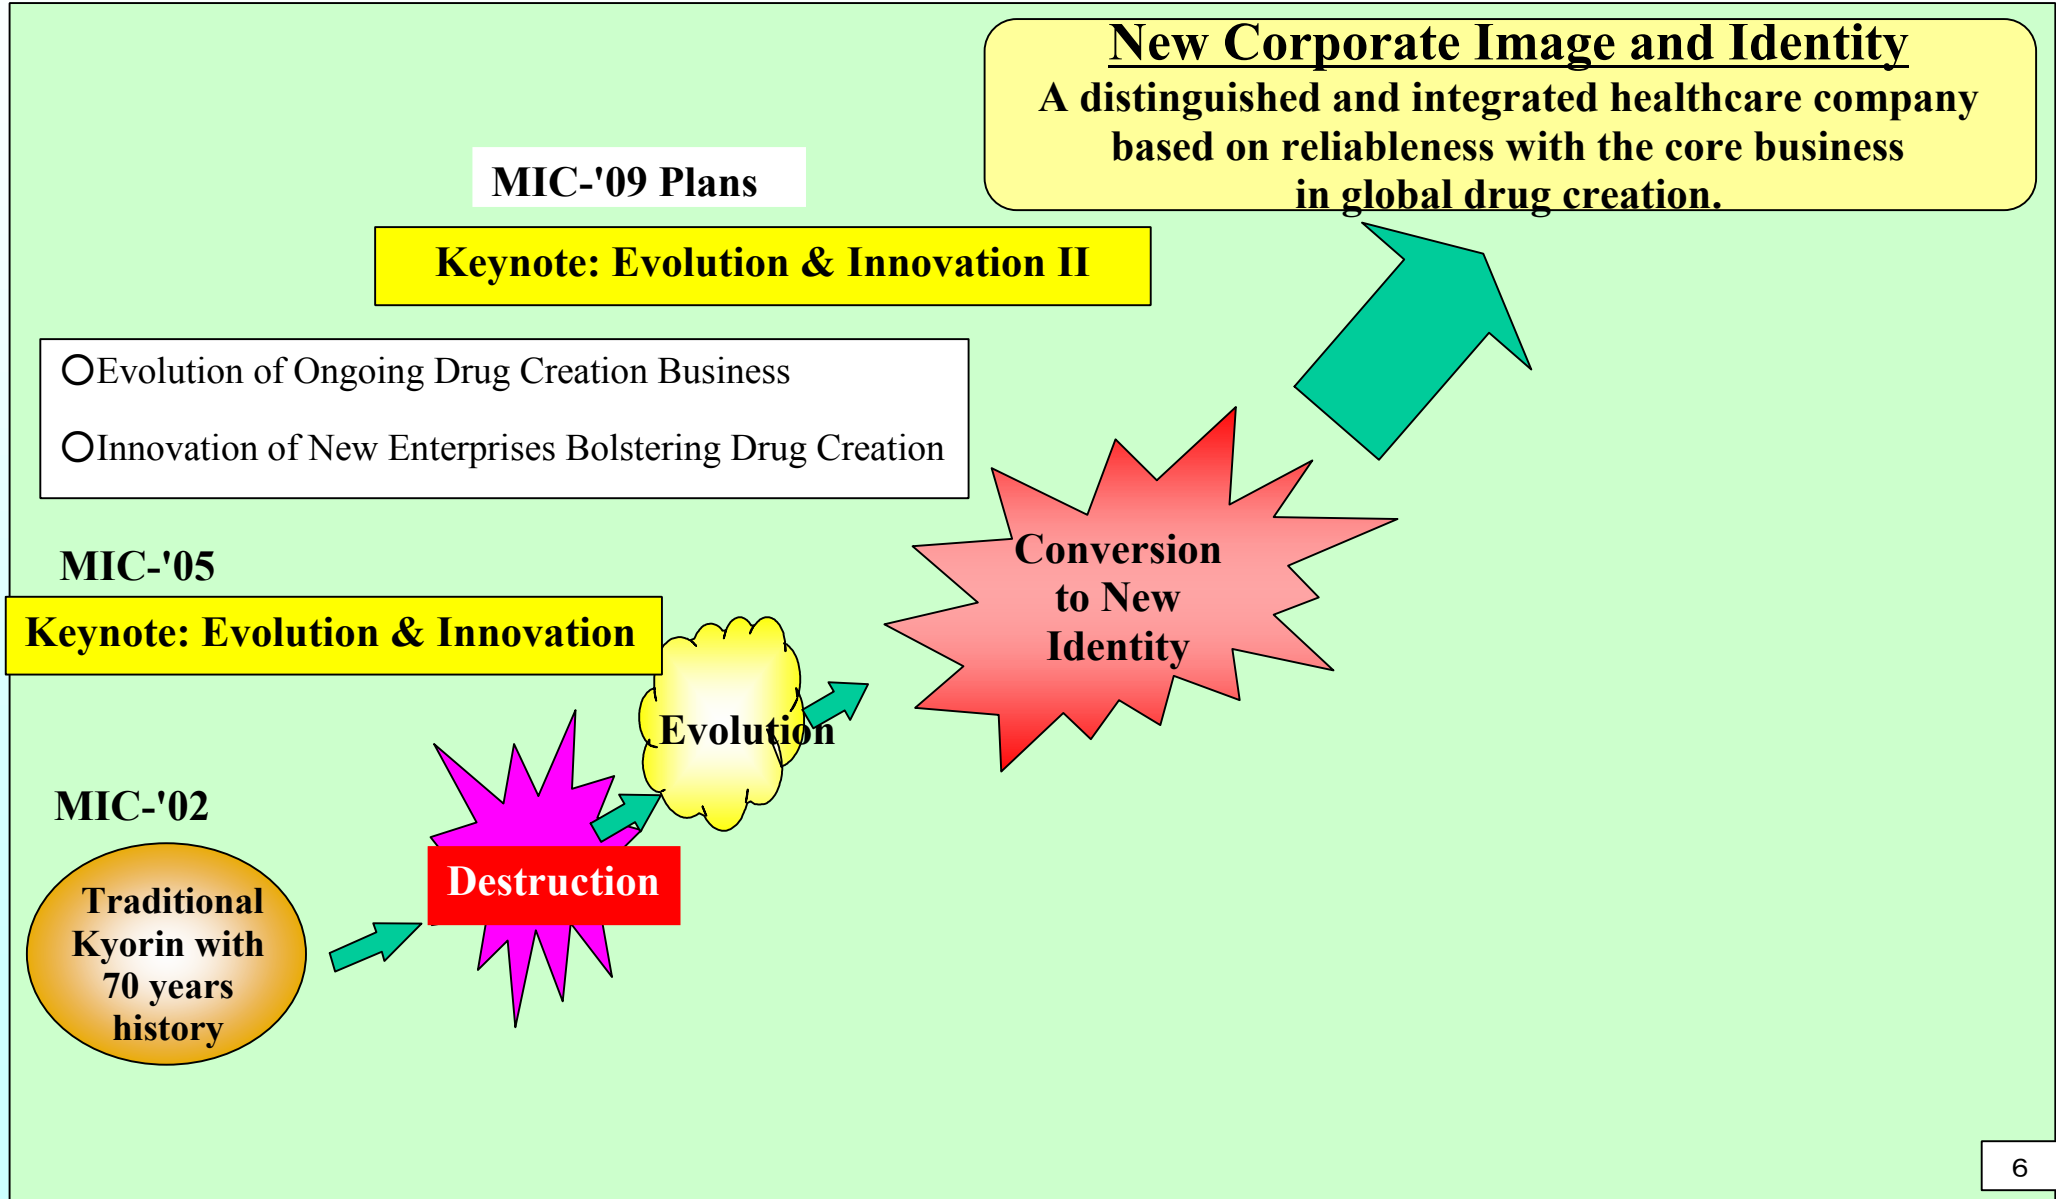 New Corporate Image and Identity
A distinguished and integrated healthcare company
based on reliableness with the core business
in global drug creation.
MIC-'09 Plans
Keynote: Evolution & Innovation II
○Evolution of Ongoing Drug Creation Business
○Innovation of New Enterprises Bolstering Drug Creation
Conversion
to New
Identity
MIC-'05
Keynote: Evolution & Innovation
Evolution
MIC-'02
Destruction
Traditional
Kyorin with
70 years
history
6